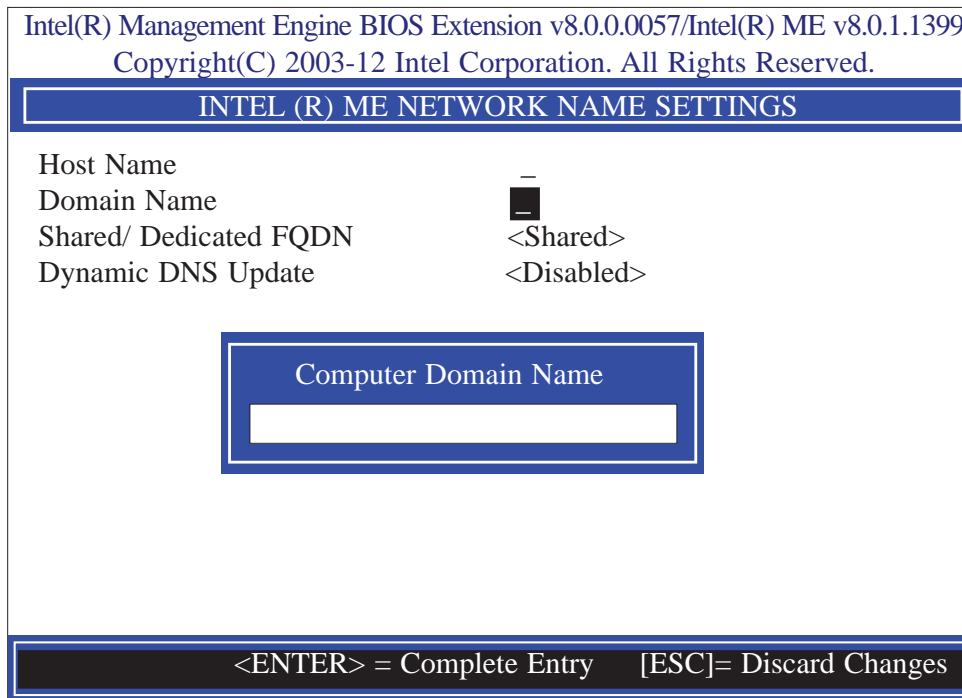 Intel(R) Management Engine BIOS Extension v8.0.0.0057/Intel(R) ME v8.0.1.1399
Copyright(C) 2003-12 Intel Corporation. All Rights Reserved.
INTEL (R) ME NETWORK NAME SETTINGS
Host Name _
Domain Name _
Shared/ Dedicated FQDN <Shared>
Dynamic DNS Update <Disabled>
Computer Domain Name
<ENTER> = Complete Entry [ESC]= Discard Changes